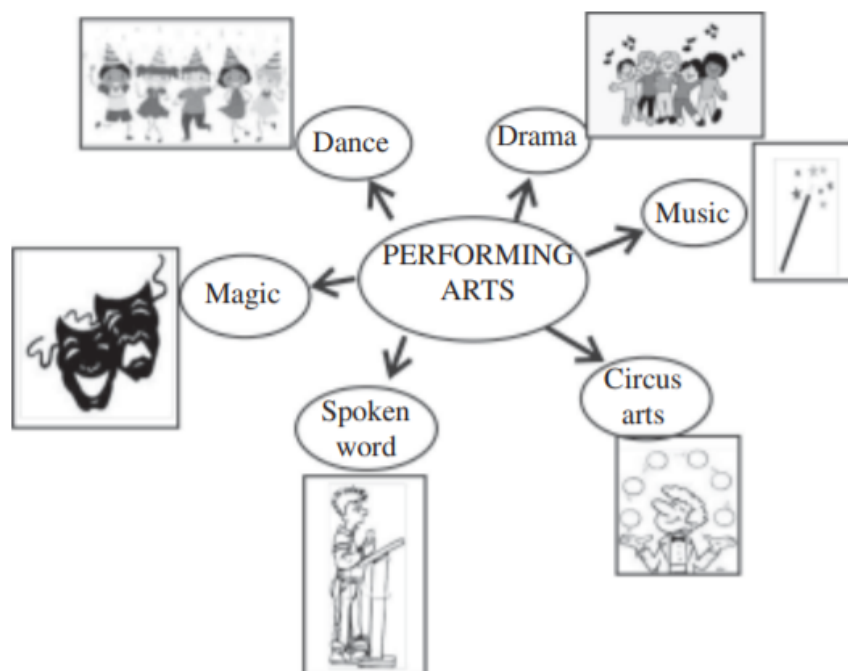 Dance
Drama
Music
PERFORMING
ARTS
Magic
Circus
arts
Spoken
word